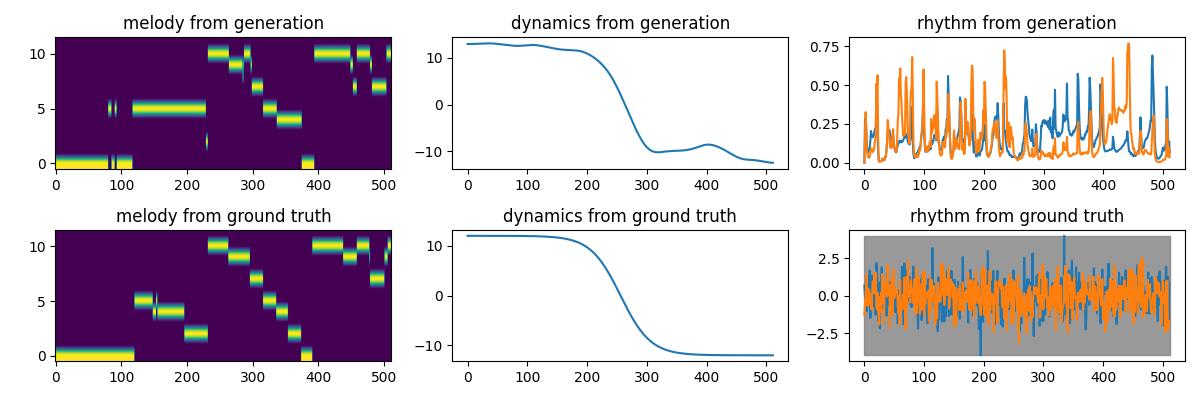 melody from generation
10
5
0
0 100 200 300 400 500
dynamics from generation
10
0
−10
0 100 200 300 400 500
rhythm from generation
0.75
0.50
0.25
0.00
0 100 200 300 400 500
melody from ground truth
10
5
0
0 100 200 300 400 500
dynamics from ground truth
10
0
−10
0 100 200 300 400 500
rhythm from ground truth
2.5
0.0
−2.5
0 100 200 300 400 500